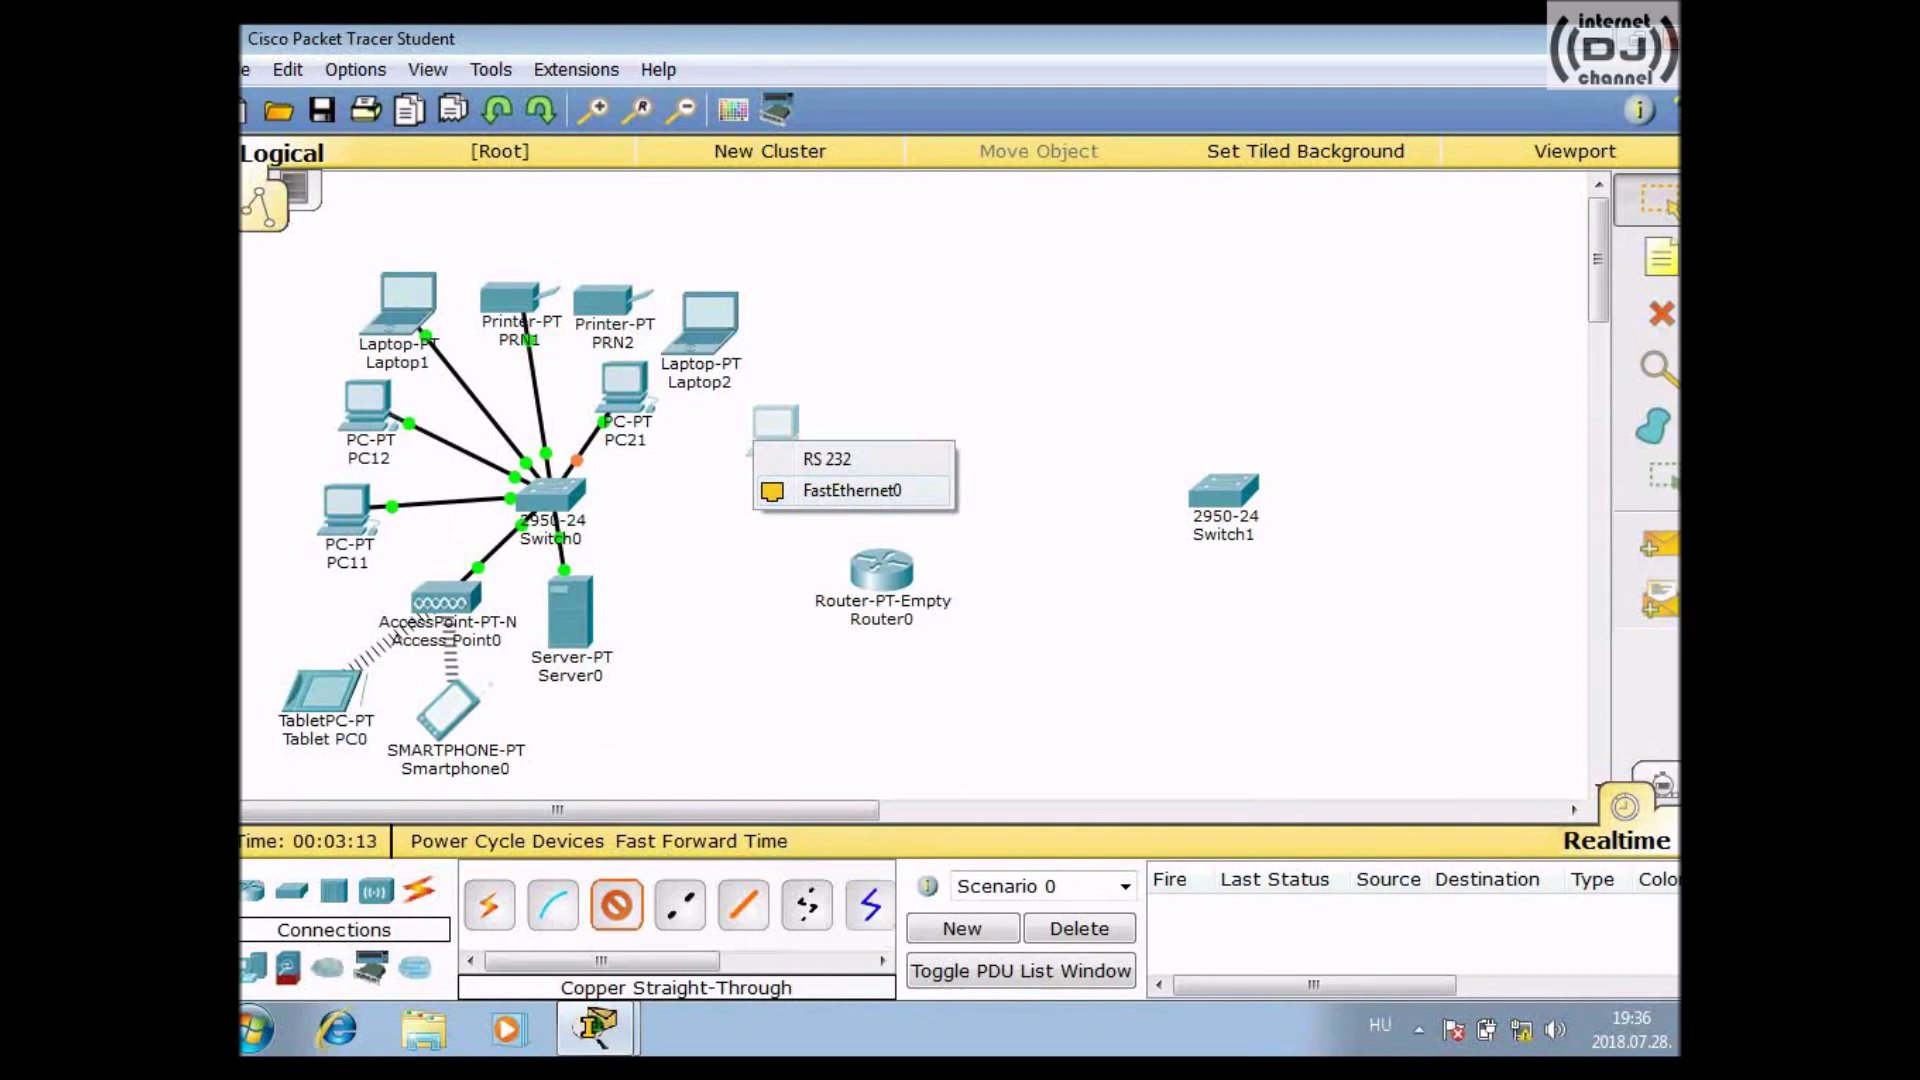 internet
DJ
channel
Cisco Packet Tracer Student
e Edit Options View Tools Extensions Help
Logical [Root] New Cluster Move Object Set Tiled Background Viewport
Laptop-PT
Laptop1
Printer-PT
PRN1
Printer-PT
PRN2
Laptop-PT
Laptop2
PC-PT
PC12
PC-PT
PC21
RS 232
FastEthernet0
PC-PT
PC11
2950-24
Switch0
2950-24
Switch1
Router-PT-Empty
Router0
AccessPoint-PT-N
Access Point0
Server-PT
Server0
TabletPC-PT
Tablet PC0
SMARTPHONE-PT
Smartphone0
Time: 00:03:13 Power Cycle Devices Fast Forward Time
Realtime
Connections
Copper Straight-Through
Scenario 0
New Delete
Toggle PDU List Window
Fire Last Status Source Destination Type Colo
HU
19:36
2018.07.28.